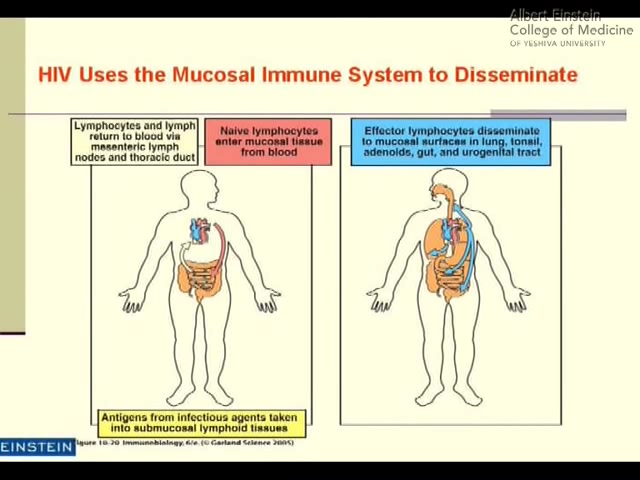 Albert Einstein
College of Medicine
OF YESHIVA UNIVERSITY
HIV Uses the Mucosal Immune System to Disseminate
Lymphocytes and lymph
return to blood via
mesenteric lymph
nodes and thoracic duct
Naive lymphocytes
enter mucosal tissue
from blood
Effector lymphocytes disseminate
to mucosal surfaces in lung, tonsil,
adenoids, gut, and urogenital tract
Antigens from infectious agents taken
into submucosal lymphoid tissues
EINSTEIN
igure 10-20 Immunobiology, 6/e. (© Garland Science 2005)